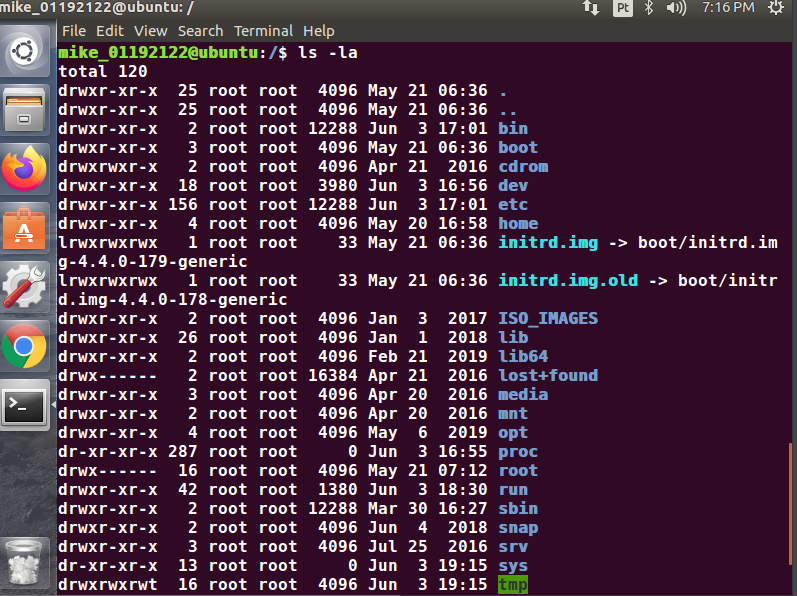 mike_01192122@ubuntu: /
Pt
7:16 PM
File Edit View Search Terminal Help
mike_01192122@ubuntu:/$ ls -la
total 120
drwxr-xr-x  25 root root  4096 May 21 06:36 .
drwxr-xr-x  25 root root  4096 May 21 06:36 ..
drwxr-xr-x   2 root root 12288 Jun  3 17:01 bin
drwxr-xr-x   3 root root  4096 May 21 06:36 boot
drwxrwxr-x   2 root root  4096 Apr 21  2016 cdrom
drwxr-xr-x  18 root root  3980 Jun  3 16:56 dev
drwxr-xr-x 156 root root 12288 Jun  3 17:01 etc
drwxr-xr-x   4 root root  4096 May 20 16:58 home
lrwxrwxrwx   1 root root    33 May 21 06:36 initrd.img -> boot/initrd.im
g-4.4.0-179-generic
lrwxrwxrwx   1 root root    33 May 21 06:36 initrd.img.old -> boot/initr
d.img-4.4.0-178-generic
drwxr-xr-x   2 root root  4096 Jan  3  2017 ISO_IMAGES
drwxr-xr-x  26 root root  4096 Jan  1  2018 lib
drwxr-xr-x   2 root root  4096 Feb 21  2019 lib64
drwx------   2 root root 16384 Apr 21  2016 lost+found
drwxr-xr-x   3 root root  4096 Apr 20  2016 media
drwxr-xr-x   2 root root  4096 Apr 20  2016 mnt
drwxr-xr-x   4 root root  4096 May  6  2019 opt
dr-xr-xr-x 287 root root     0 Jun  3 16:55 proc
drwx------  16 root root  4096 May 21 07:12 root
drwxr-xr-x  42 root root  1380 Jun  3 18:30 run
drwxr-xr-x   2 root root 12288 Mar 30 16:27 sbin
drwxr-xr-x   2 root root  4096 Jun  4  2018 snap
drwxr-xr-x   3 root root  4096 Jul 25  2016 srv
dr-xr-xr-x  13 root root     0 Jun  3 19:15 sys
drwxrwxrwt  16 root root  4096 Jun  3 19:15 tmp